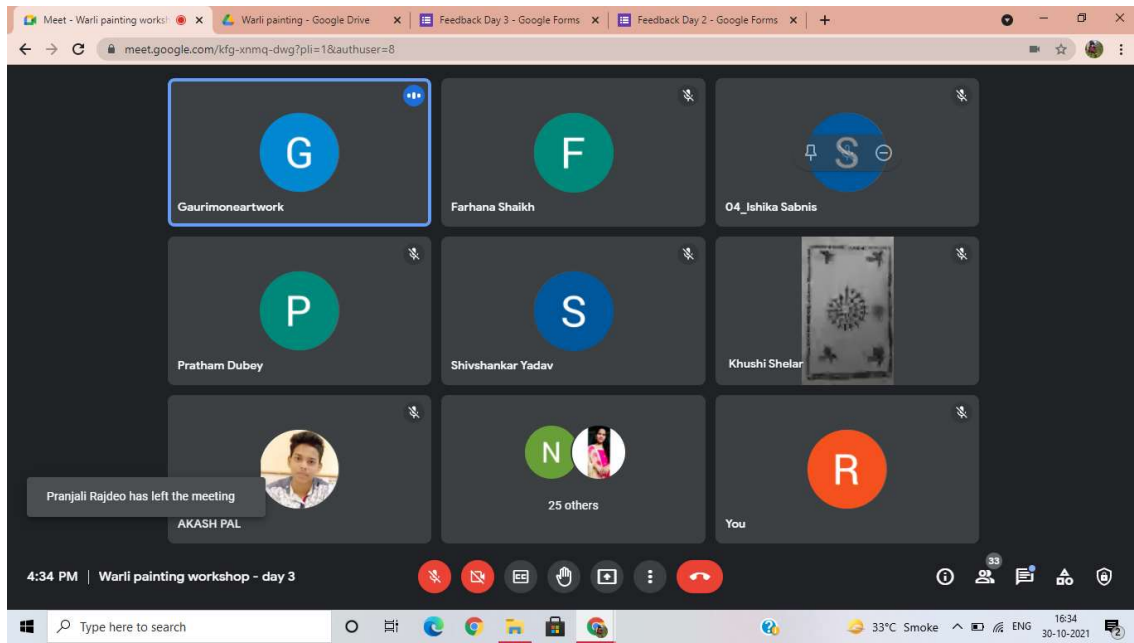 Meet - Warli painting worksh
Warli painting - Google Drive
Feedback Day 3 - Google Forms
Feedback Day 2 - Google Forms
meet.google.com/kfg-xnmq-dwg?pli=1&authuser=8
G
Gaurimoneartwork
F
Farhana Shaikh
S
04_Ishika Sabnis
P
Pratham Dubey
S
Shivshankar Yadav
Khushi Shelar
AKASH PAL
N
25 others
R
You
Pranjali Rajdeo has left the meeting
4:34 PM | Warli painting workshop - day 3
CC
33
Type here to search
33°C Smoke
ENG
16:34
30-10-2021
2